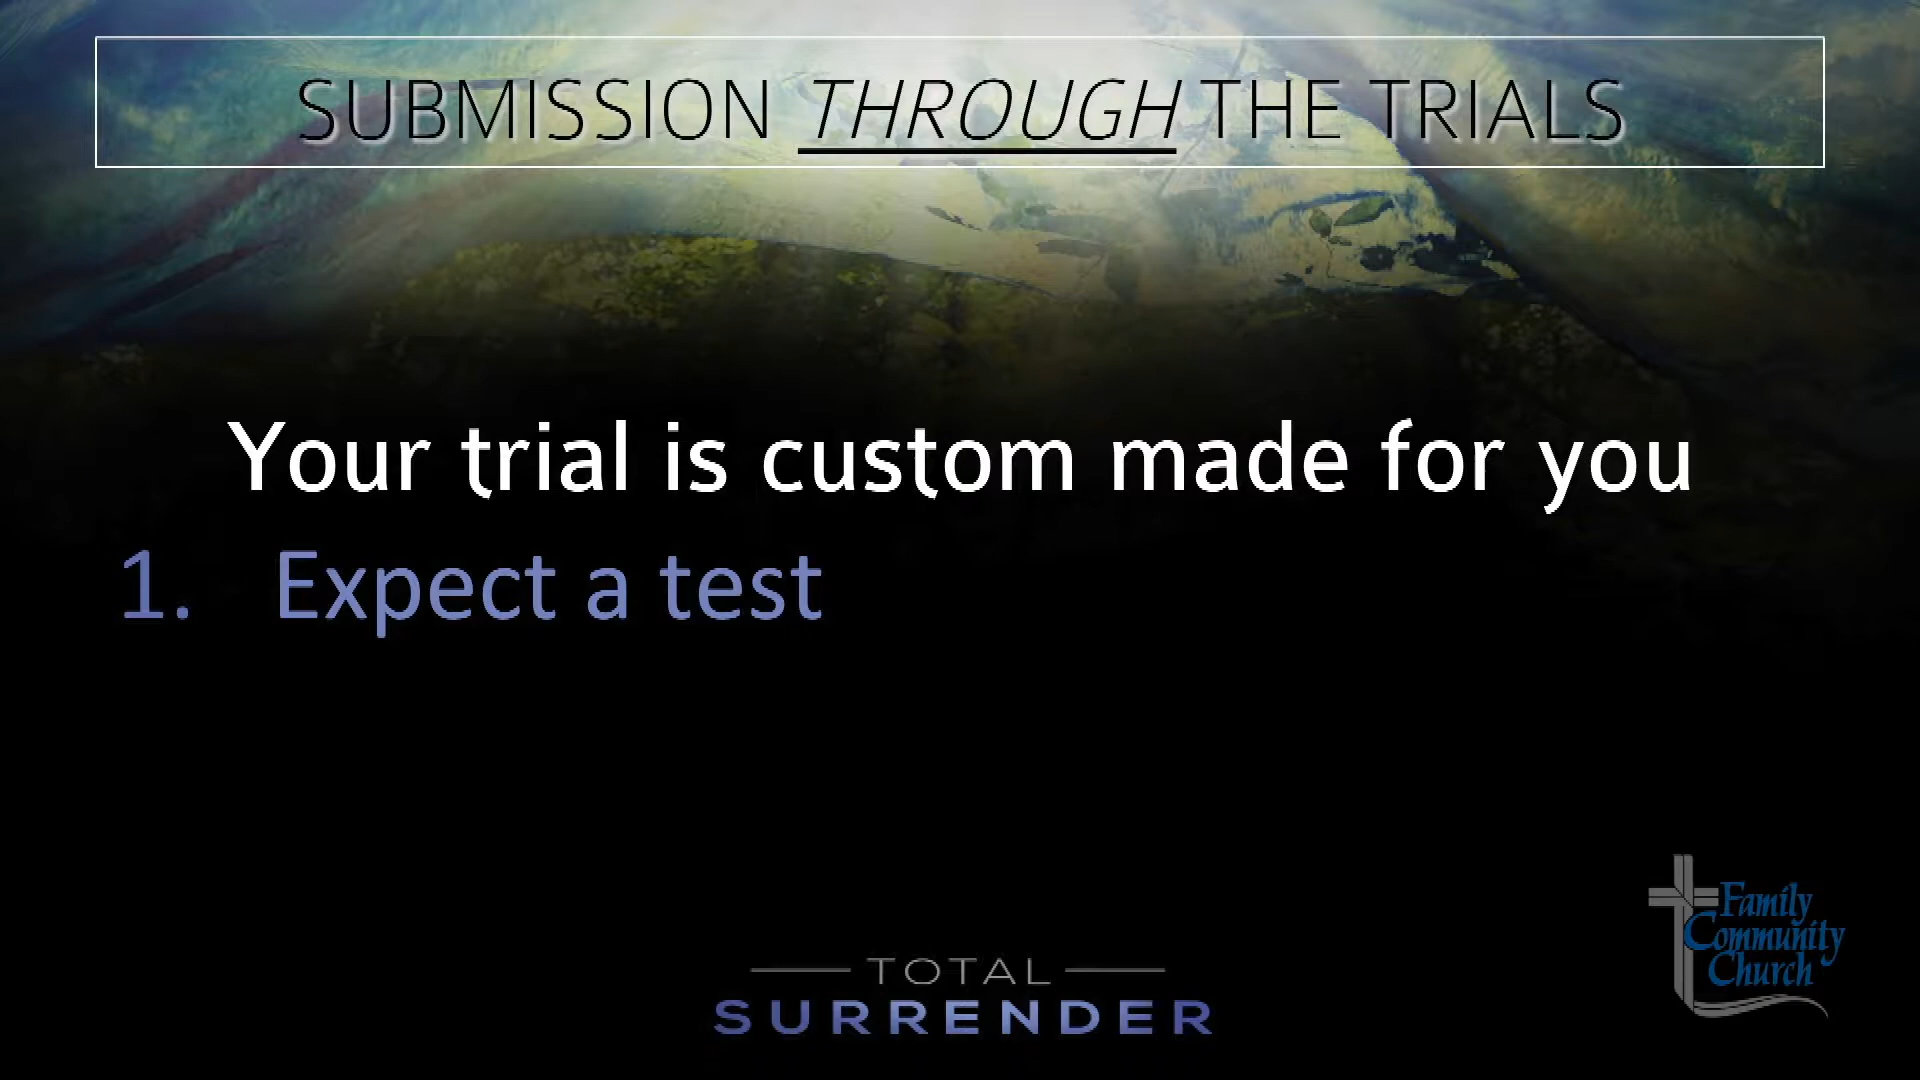 SUBMISSION THROUGH THE TRIALS
Your trial is custom made for you
1. Expect a test
TOTAL
SURRENDER
Family
Community
Church